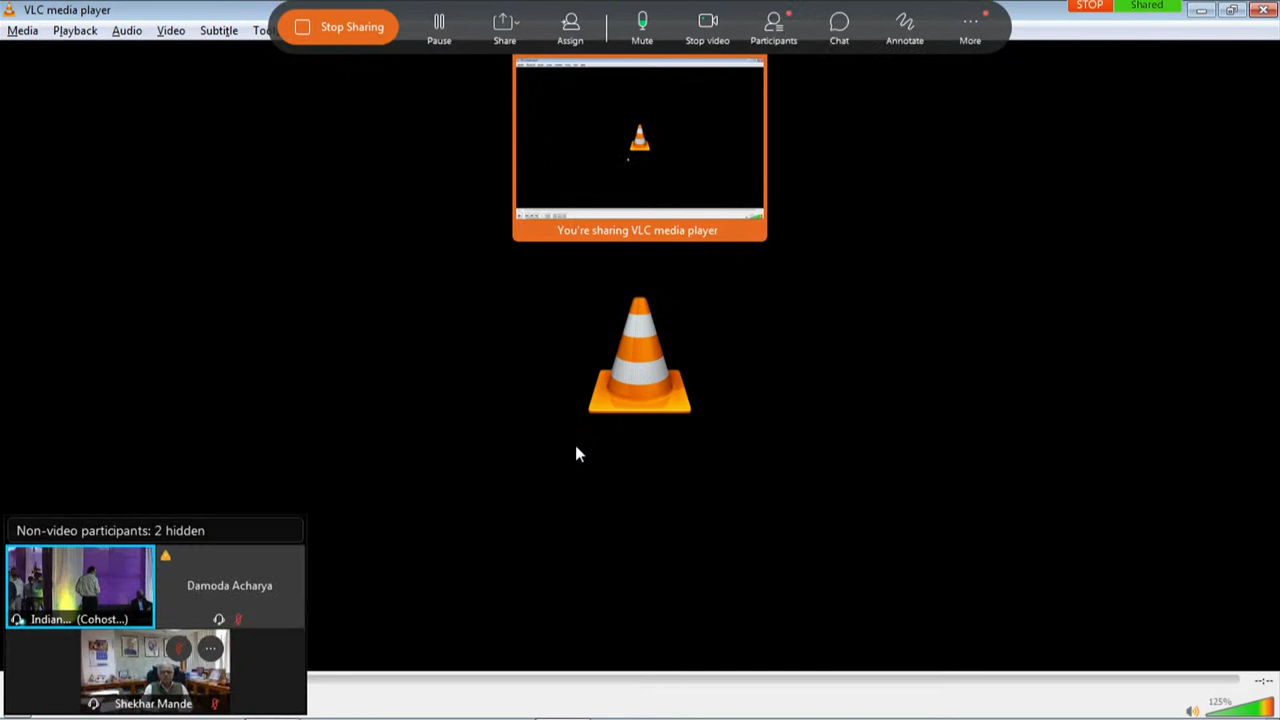 VLC media player
Media Playback Audio Video Subtitle
Stop Sharing
Pause
Share
Assign
Mute
Stop video
Participants
Chat
Annotate
More
STOP
Shared
You're sharing VLC media player
Non-video participants: 2 hidden
Indian... (Cohost...)
Damoda Acharya
Shekhar Mande
--:--
125%